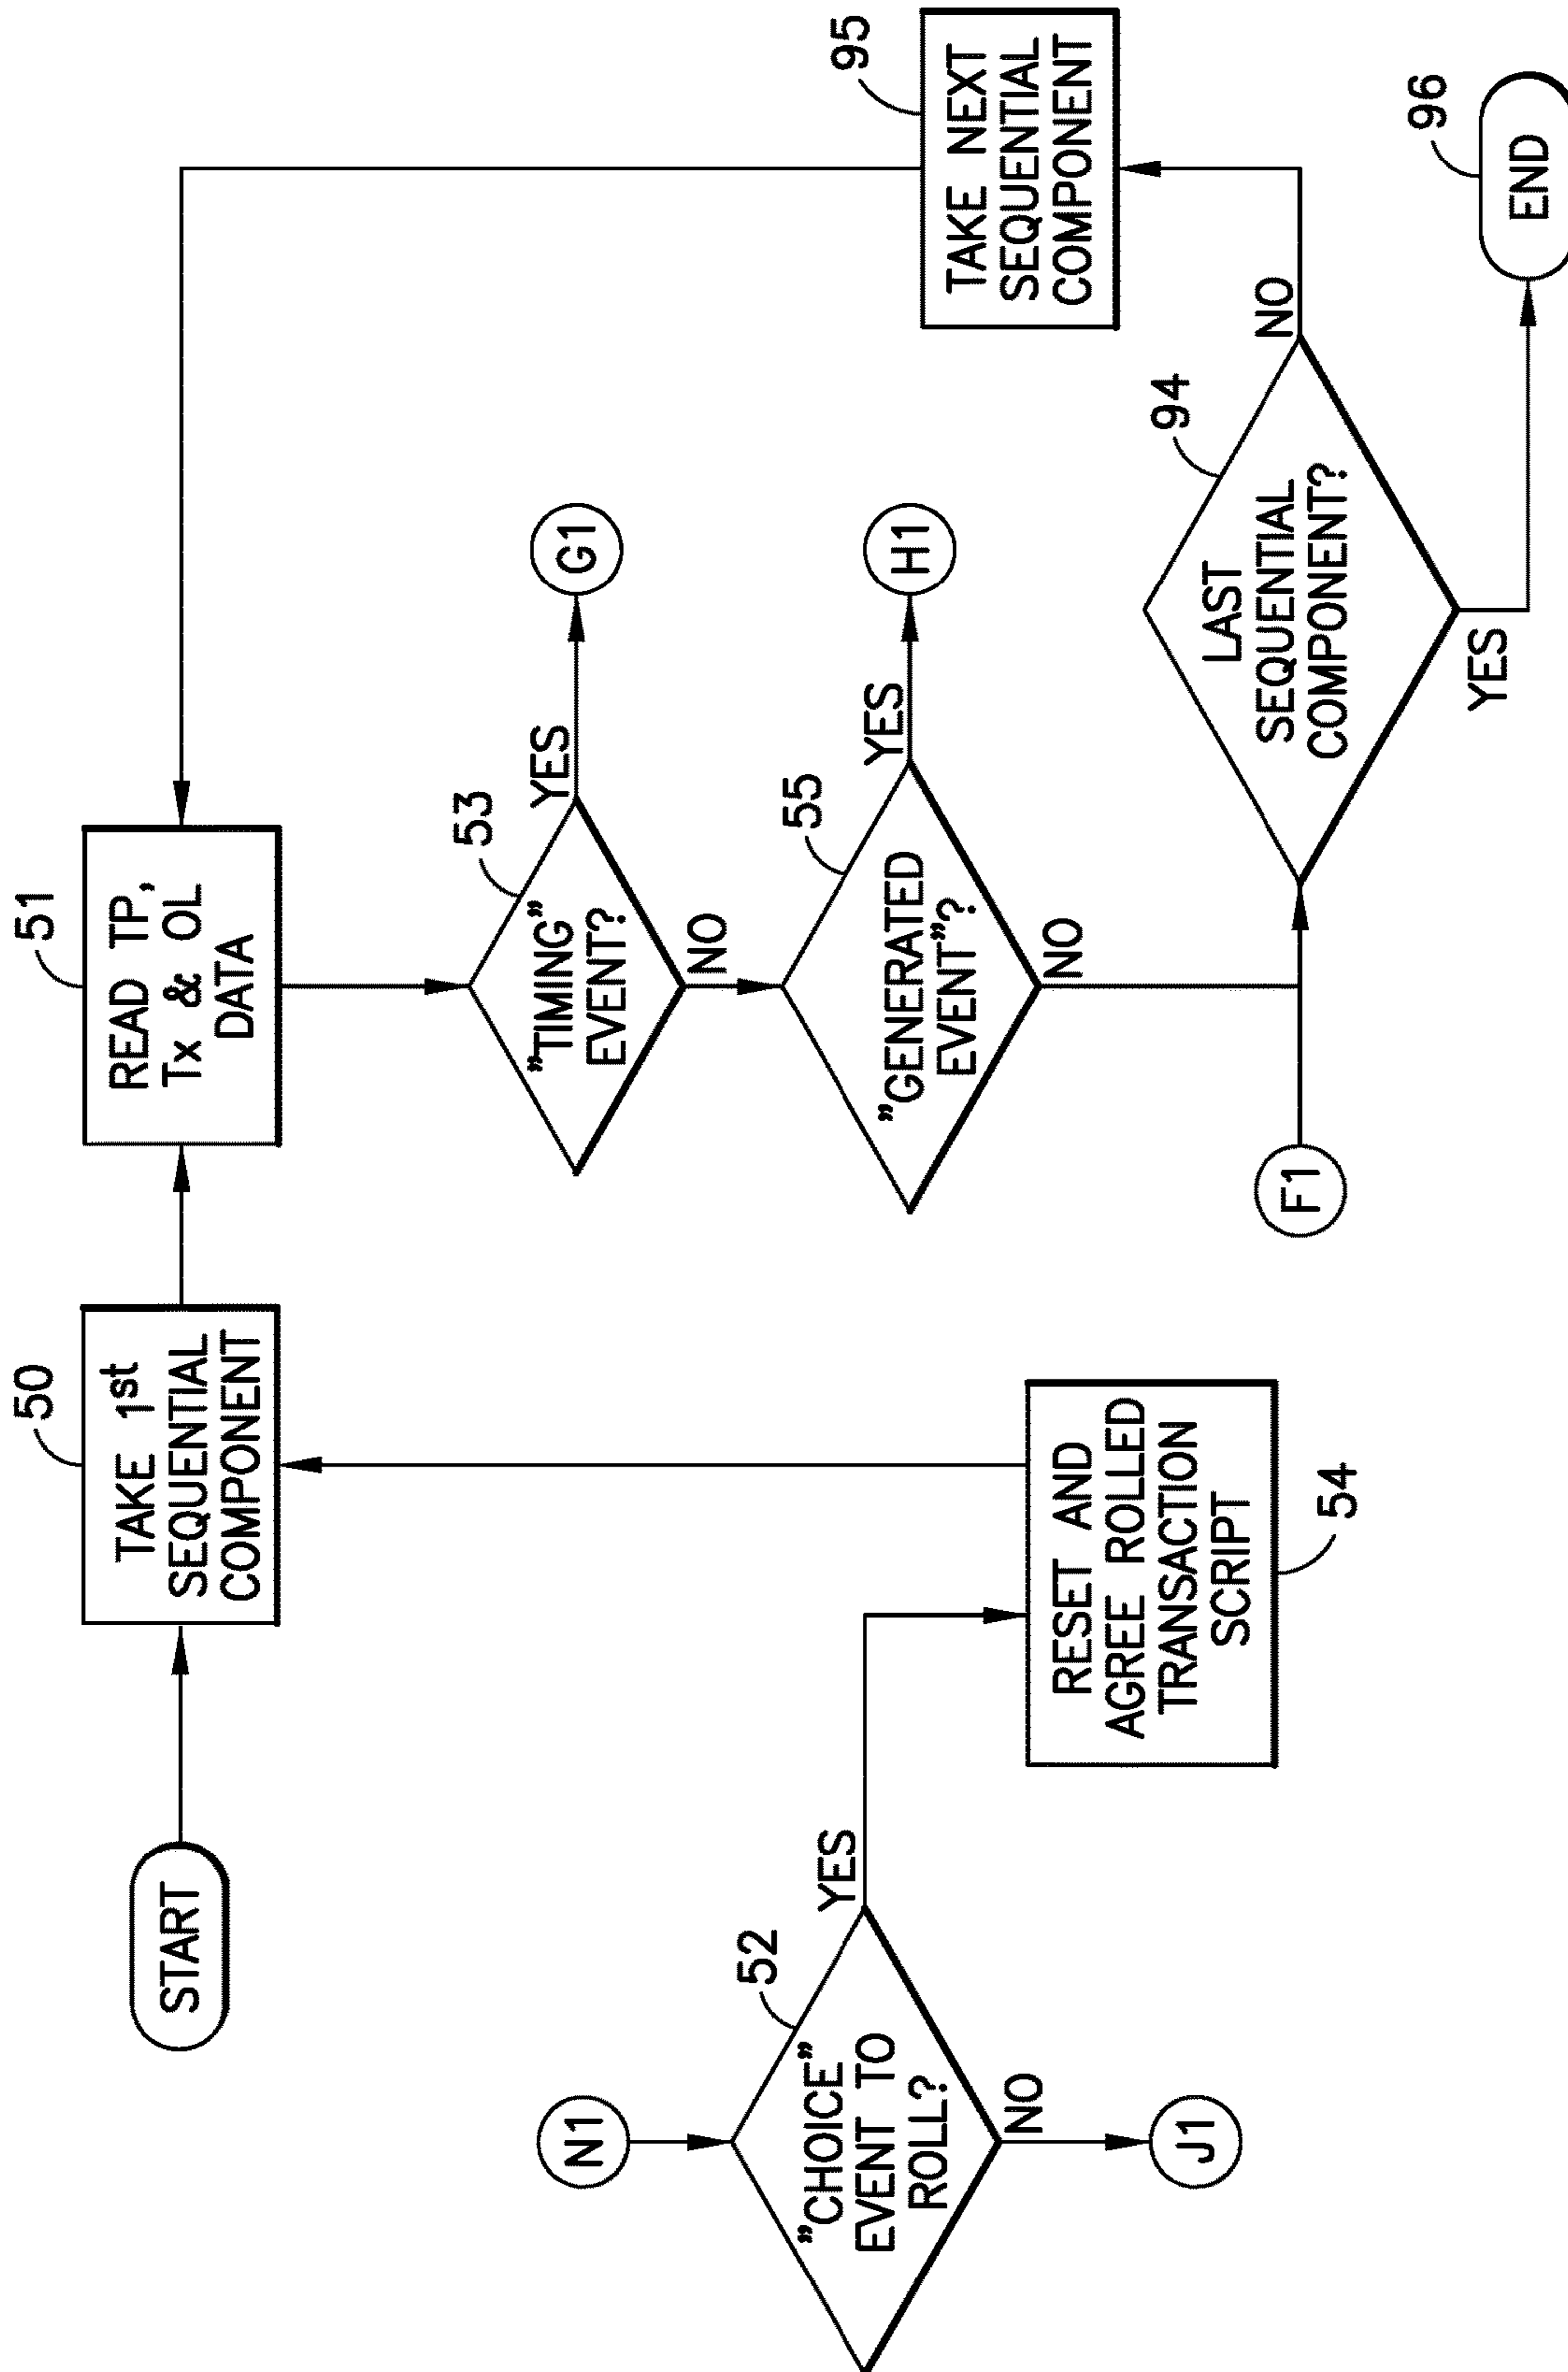 START
50
TAKE 1st
SEQUENTIAL
COMPONENT
51
READ TP,
Tx & OL
DATA
N1
52
"CHOICE"
EVENT TO
ROLL?
YES
NO
J1
RESET AND
AGREE ROLLED
TRANSACTION
SCRIPT
54
53
"TIMING"
EVENT?
YES
G1
NO
55
"GENERATED
EVENT"?
YES
H1
NO
F1
94
LAST
SEQUENTIAL
COMPONENT?
NO
YES
95
TAKE NEXT
SEQUENTIAL
COMPONENT
96
END